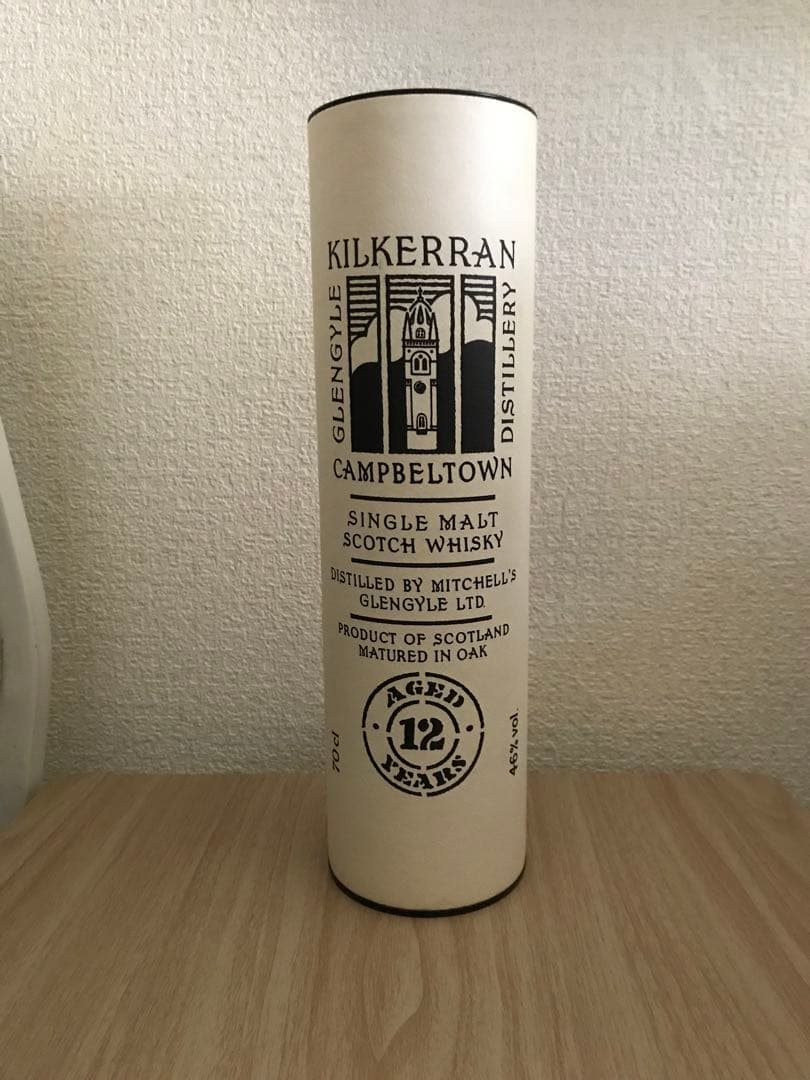 KILKERRAN
GLENGYLE
DISTILLERY
CAMPBELTOWN
SINGLE MALT
SCOTCH WHISKY
DISTILLED BY MITCHELL'S
GLENGYLE LTD.
PRODUCT OF SCOTLAND
MATURED IN OAK
AGED
12
YEARS
70cl
46% vol.